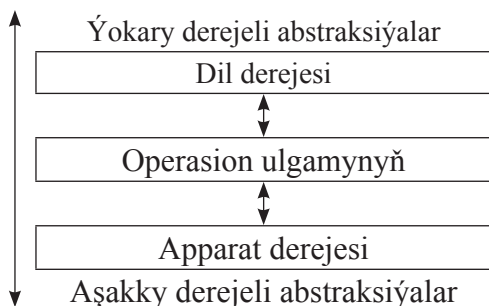 Ýokary derejeli abstraksiýalar
Dil derejesi
Operasion ulgamynyň
Apparat derejesi
Aşakky derejeli abstraksiýalar